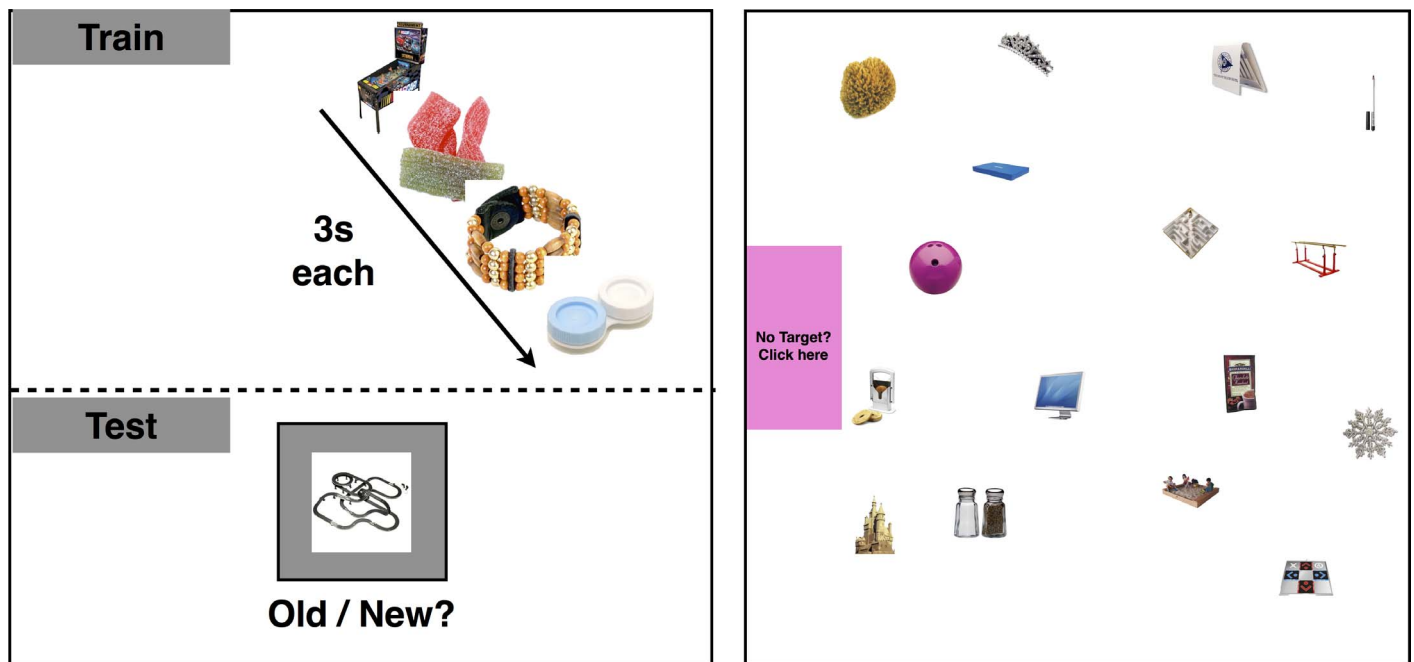 Train
3s
each
Test
Old / New?
No Target?
Click here